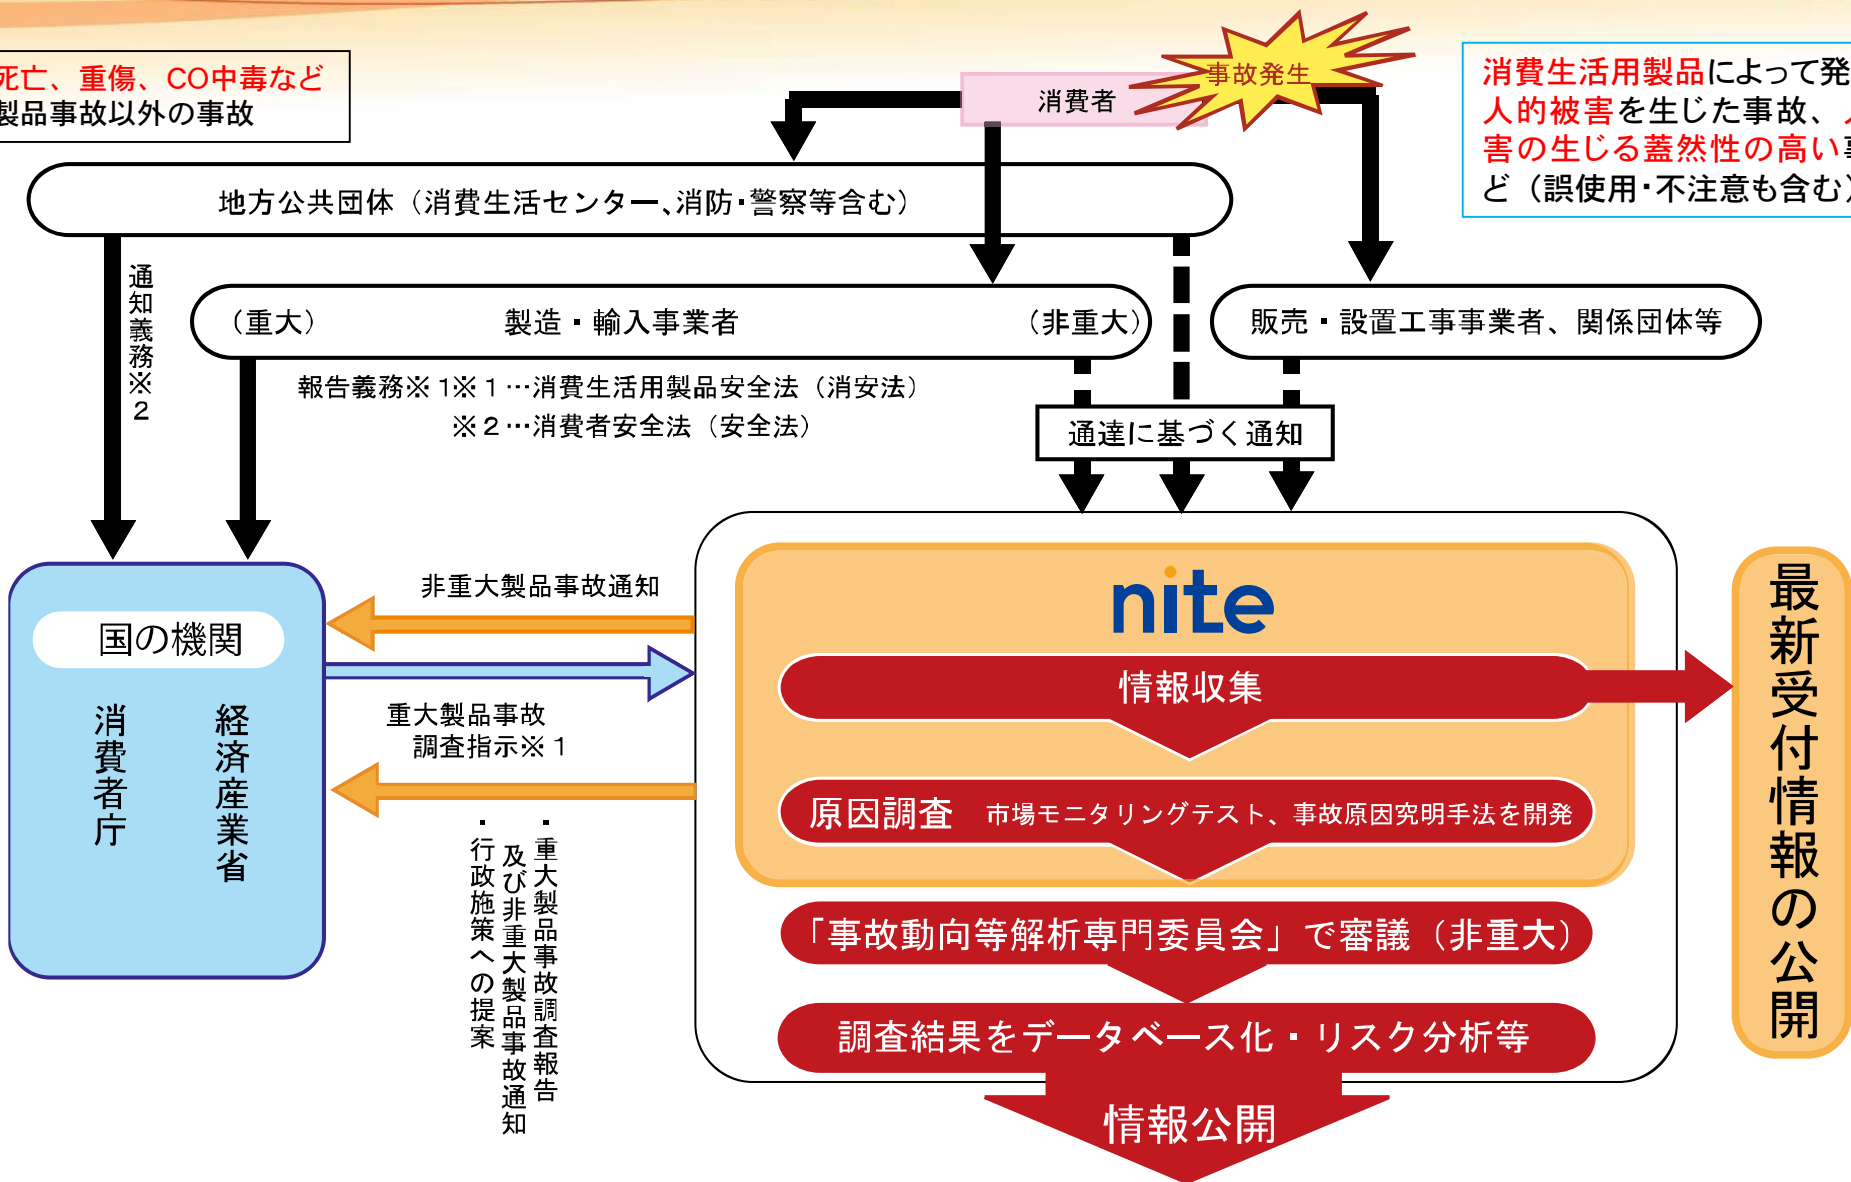 死亡、重傷、CO中毒など
製品事故以外の事故
消費者
事故発生
消費生活用製品によって発
人的被害を生じた事故、
害の生じる蓋然性の高い
ど（誤使用・不注意も含む）
地方公共団体（消費生活センター、消防・警察等含む）
通知義務※2
（重大） 製造・輸入事業者 （非重大）
販売・設置工事事業者、関係団体等
報告義務※1※1…消費生活用製品安全法（消安法）
※2…消費者安全法（安全法）
通達に基づく通知
国の機関
消費者庁
経済産業省
非重大製品事故通知
重大製品事故
調査指示※1
・重大製品事故調査報告
及び非重大製品事故通知
・行政施策への提案
nite
情報収集
原因調査 市場モニタリングテスト、事故原因究明手法を開発
「事故動向等解析専門委員会」で審議（非重大）
調査結果をデータベース化・リスク分析等
情報公開
最新受付情報の公開